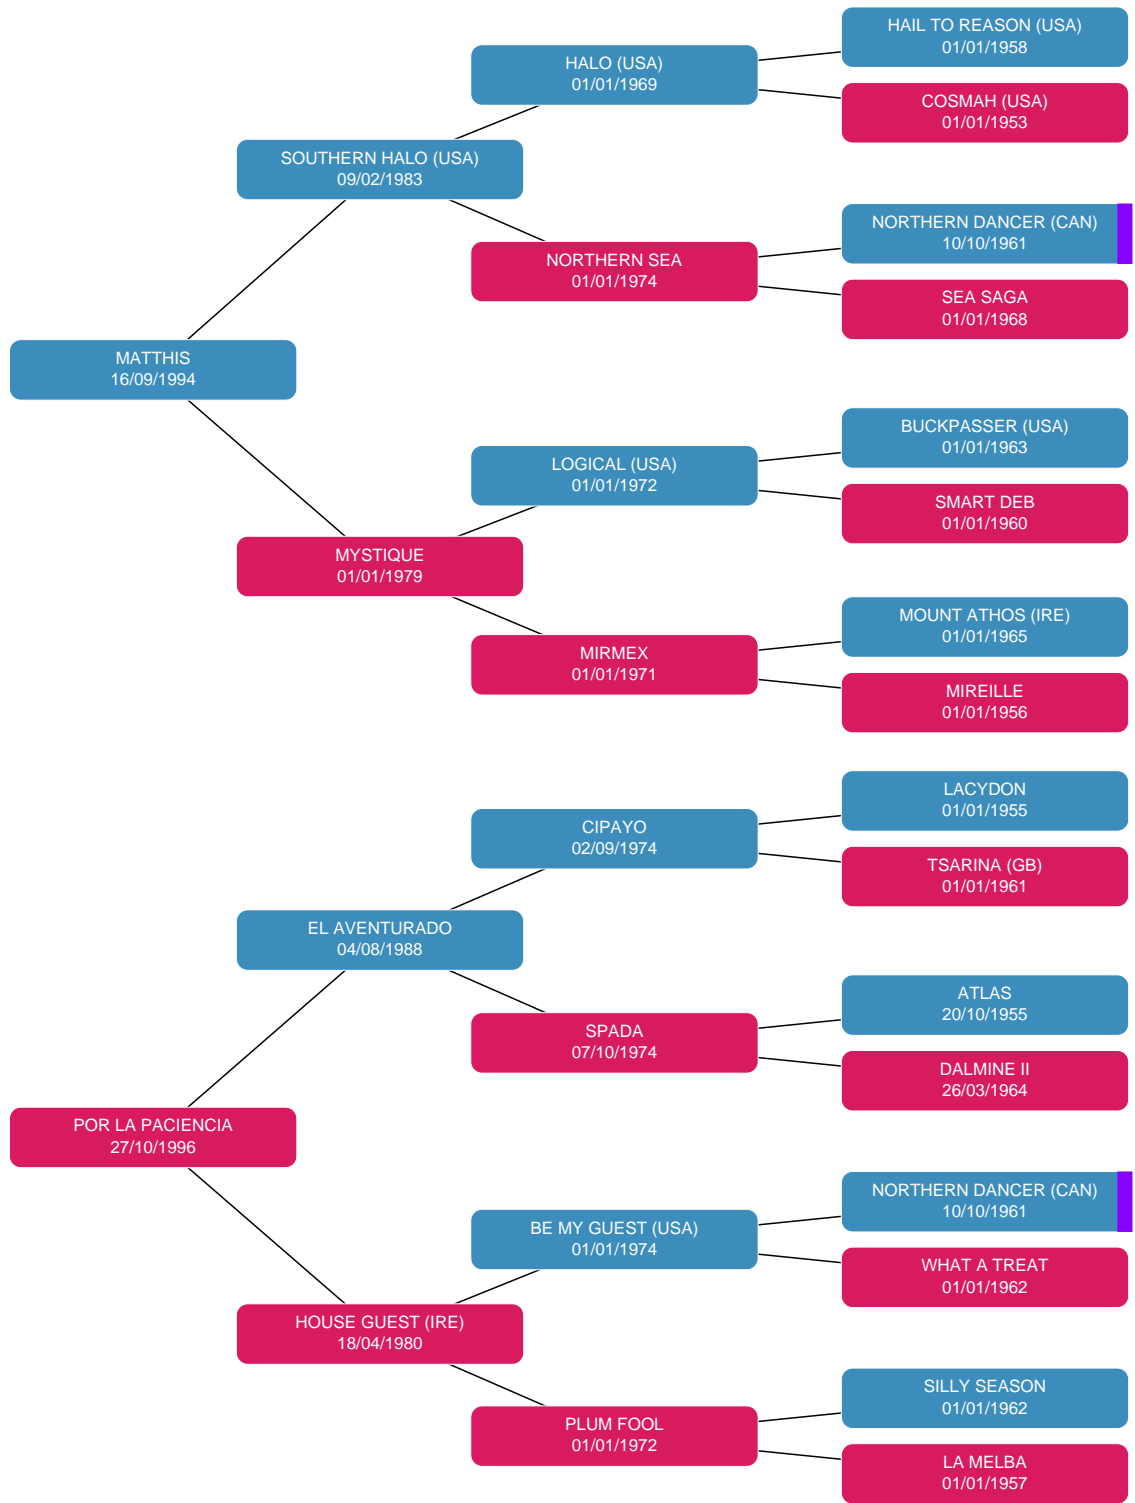 HAIL TO REASON (USA)
01/01/1958
HALO (USA)
01/01/1969
COSMAH (USA)
01/01/1953
SOUTHERN HALO (USA)
09/02/1983
NORTHERN DANCER (CAN)
10/10/1961
NORTHERN SEA
01/01/1974
SEA SAGA
01/01/1968
MATTHIS
16/09/1994
BUCKPASSER (USA)
01/01/1963
LOGICAL (USA)
01/01/1972
SMART DEB
01/01/1960
MYSTIQUE
01/01/1979
MOUNT ATHOS (IRE)
01/01/1965
MIRMEX
01/01/1971
MIREILLE
01/01/1956
LACYDON
01/01/1955
CIPAYO
02/09/1974
TSARINA (GB)
01/01/1961
EL AVENTURADO
04/08/1988
ATLAS
20/10/1955
SPADA
07/10/1974
DALMINE II
26/03/1964
POR LA PACIENCIA
27/10/1996
NORTHERN DANCER (CAN)
10/10/1961
BE MY GUEST (USA)
01/01/1974
WHAT A TREAT
01/01/1962
HOUSE GUEST (IRE)
18/04/1980
SILLY SEASON
01/01/1962
PLUM FOOL
01/01/1972
LA MELBA
01/01/1957